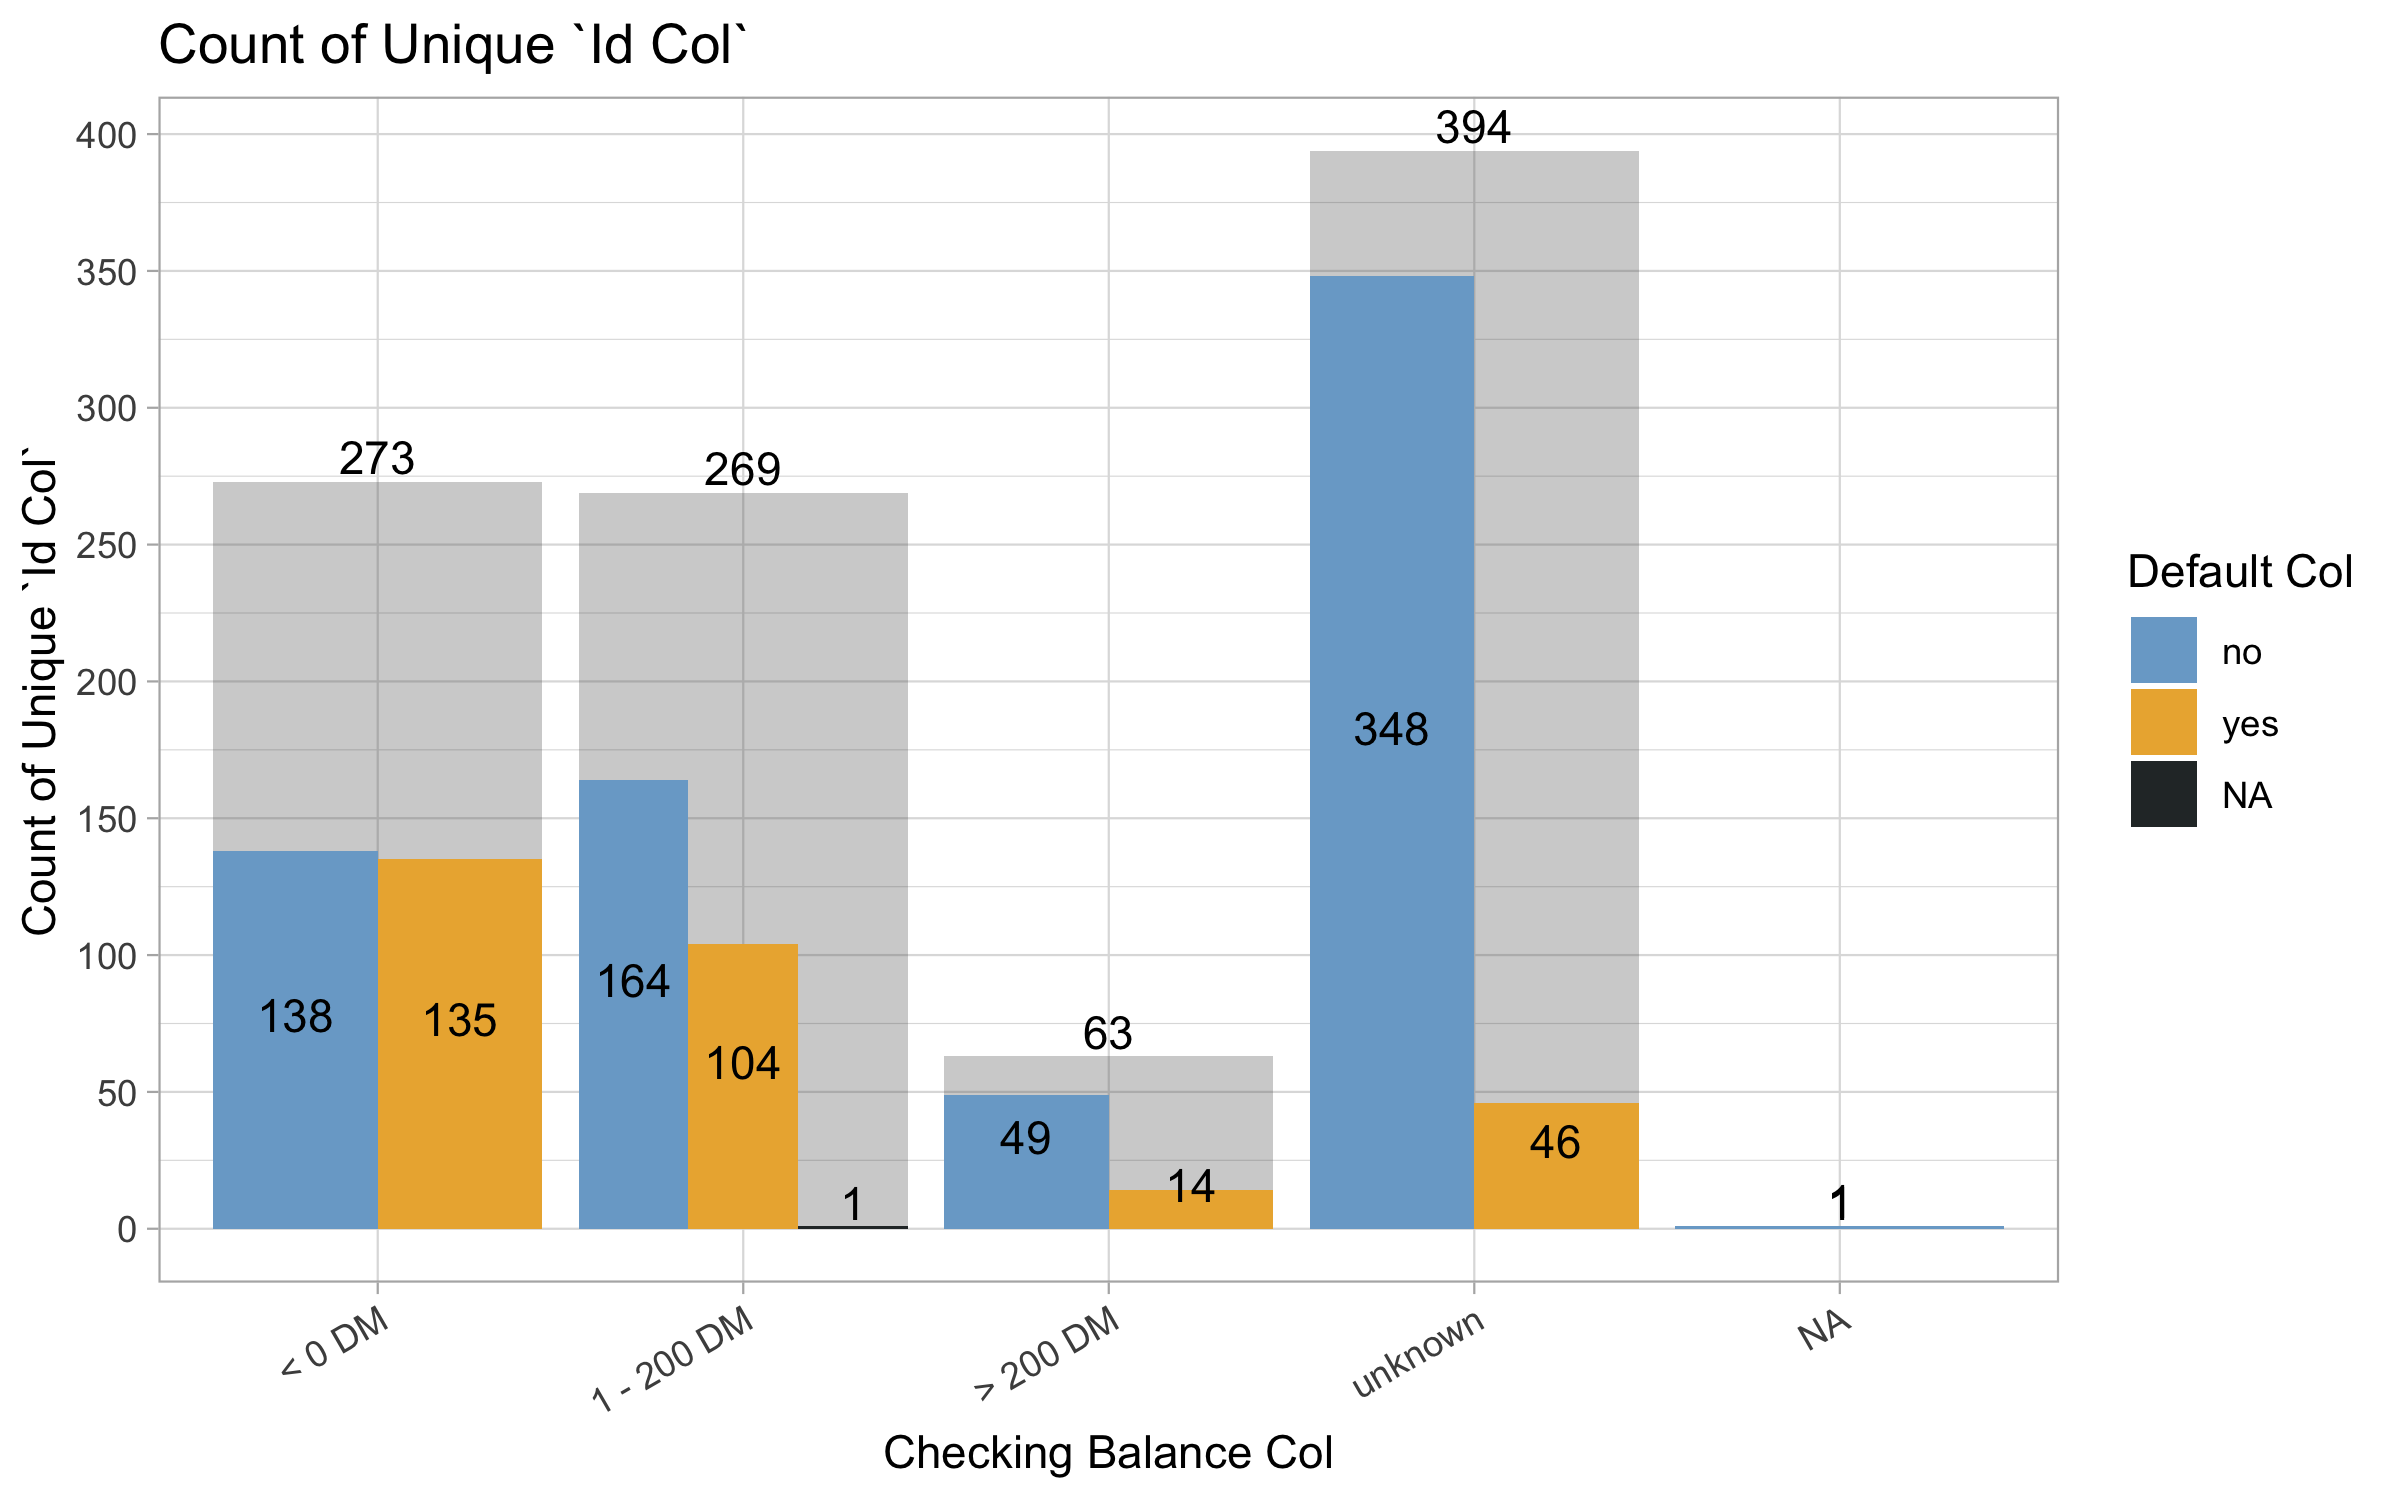 Count of Unique `Id Col`
Count of Unique `Id Col`
400
350
300
250
200
150
100
50
0
273
138
135
269
164
104
1
63
49
14
394
348
46
1
< 0 DM
1 - 200 DM
> 200 DM
unknown
NA
Checking Balance Col
Default Col
no
yes
NA